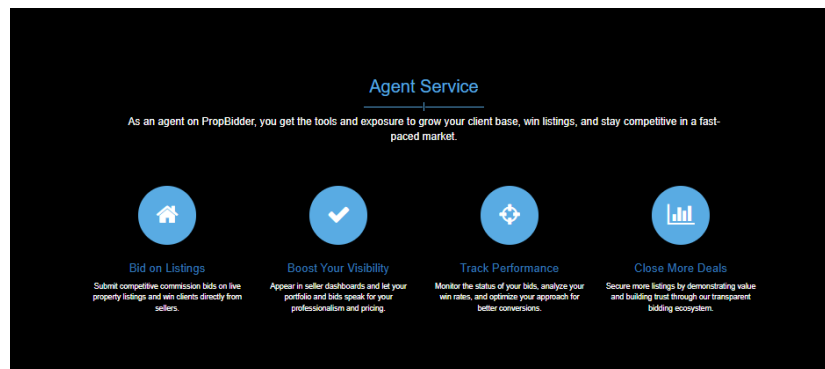 Agent Service
As an agent on PropBidder, you get the tools and exposure to grow your client base, win listings, and stay competitive in a fast-
paced market.
Bid on Listings
Submit competitive commission bids on live
property listings and win clients directly from
sellers.
Boost Your Visibility
Appear in seller dashboards and let your
portfolio and bids speak for your
professionalism and pricing.
Track Performance
Monitor the status of your bids, analyze your
win rates, and optimize your approach for
better conversions.
Close More Deals
Secure more listings by demonstrating value
and building trust through our transparent
bidding ecosystem.